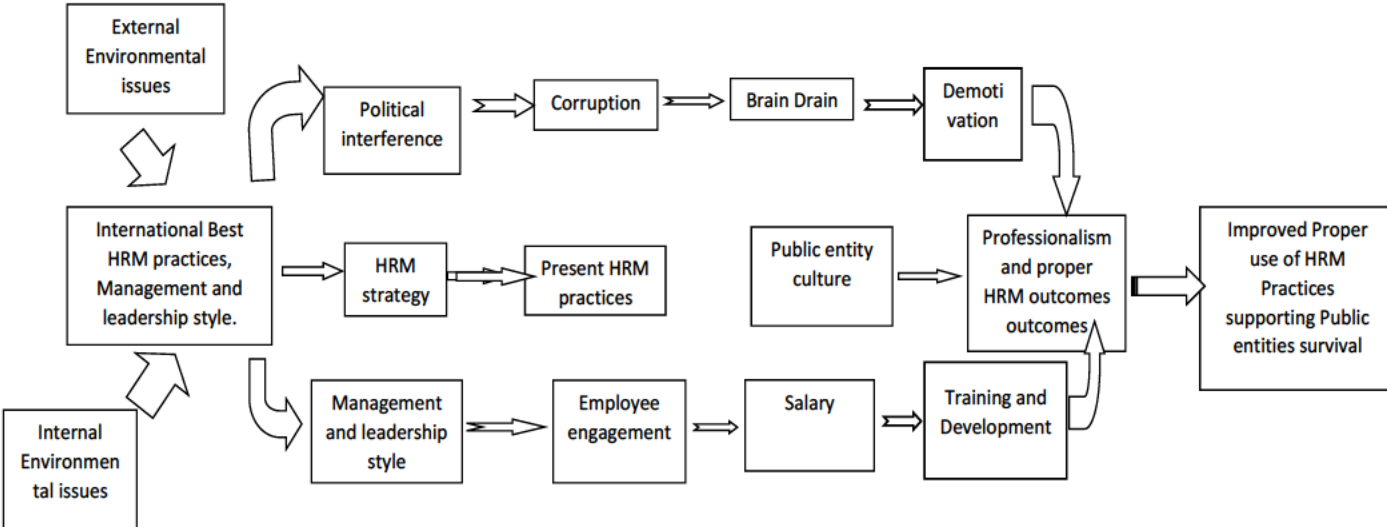 External
Environmental
issues
Political
interference
Corruption
Brain Drain
Demoti
vation
International Best
HRM practices,
Management and
leadership style.
HRM
strategy
Present HRM
practices
Public entity
culture
Professionalism
and proper
HRM outcomes
outcomes
Improved Proper
use of HRM
Practices
supporting Public
entities survival
Internal
Environmen
tal issues
Management
and leadership
style
Employee
engagement
Salary
Training and
Development